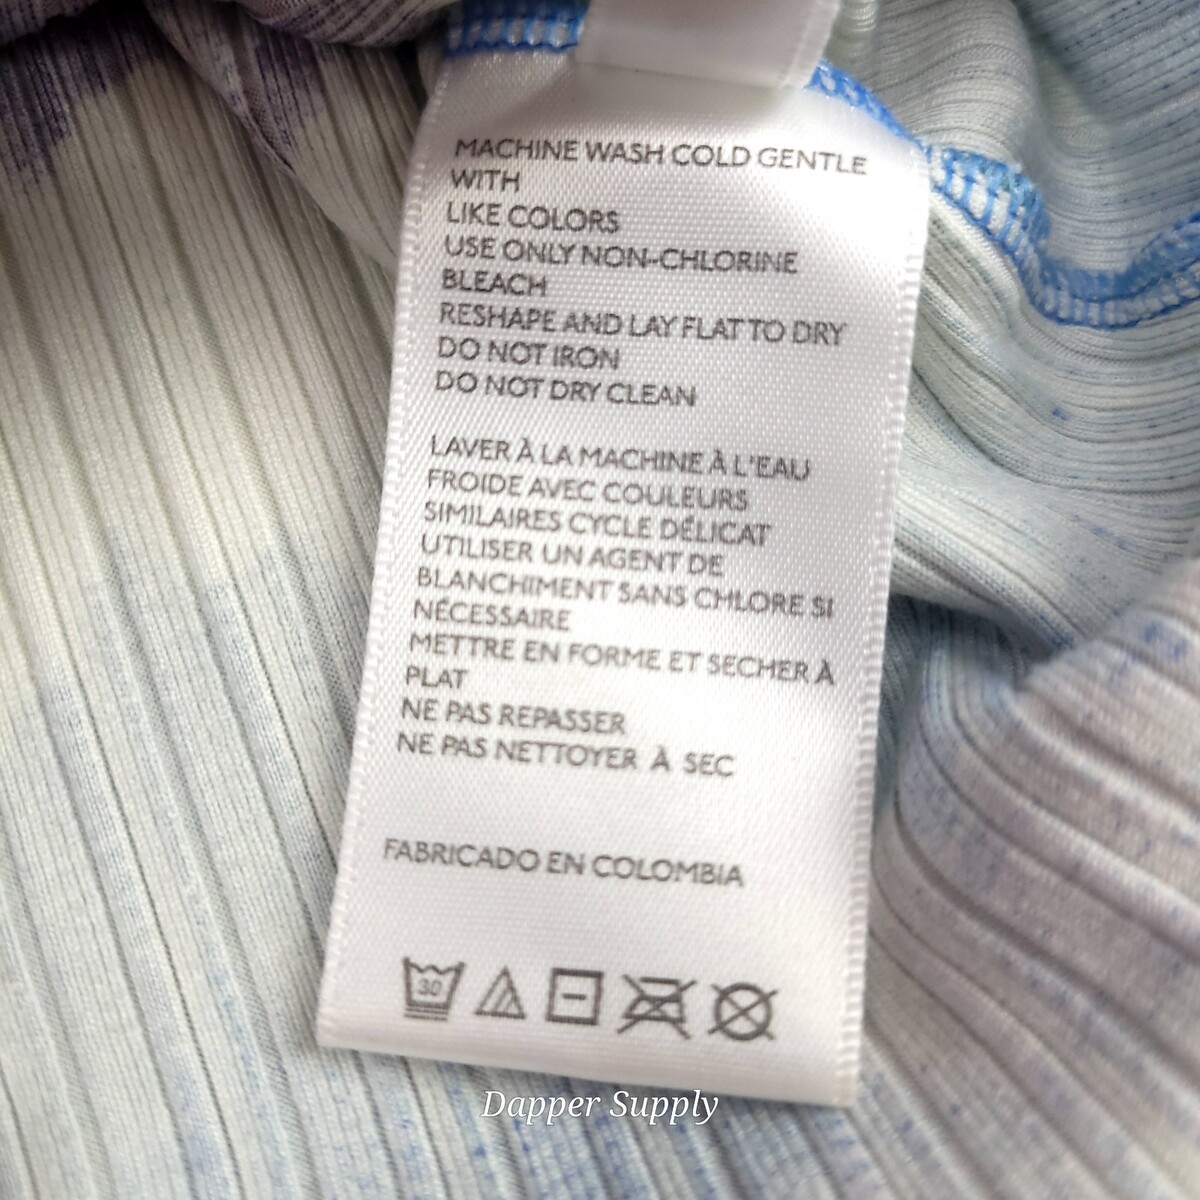 MACHINE WASH COLD GENTLE
WITH
LIKE COLORS
USE ONLY NON-CHLORINE
BLEACH
RESHAPE AND LAY FLAT TO DRY
DO NOT IRON
DO NOT DRY CLEAN
LAVER À LA MACHINE À L'EAU
FROIDE AVEC COULEURS
SIMILAIRES CYCLE DÉLICAT
UTILISER UN AGENT DE
BLANCHIMENT SANS CHLORE SI
NÉCESSAIRE
METTRE EN FORME ET SECHER À
PLAT
NE PAS REPASSER
NE PAS NETTOYER À SEC
FABRICADO EN COLOMBIA
30
Dapper Supply